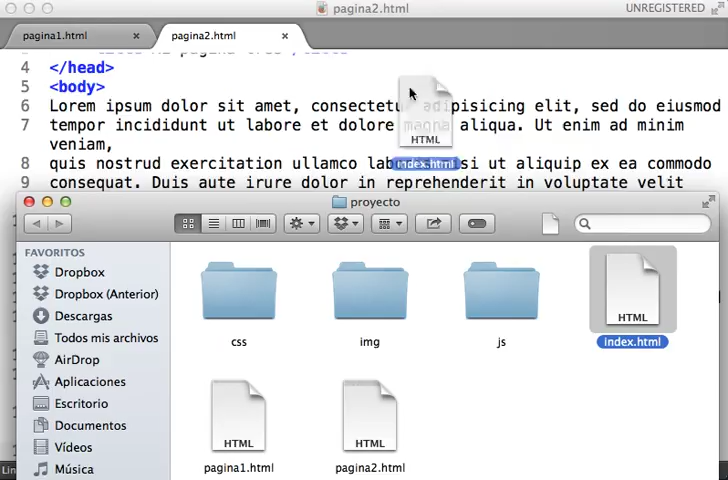 pagina2.html
UNREGISTERED
pagina1.html × pagina2.html ×
4 </head>
5 <body>
6 Lorem ipsum dolor sit amet, consectetu adipisicing elit, sed do eiusmod
7 tempor incididunt ut labore et dolore magna aliqua. Ut enim ad minim
veniam,
8 quis nostrud exercitation ullamco lab si ut aliquip ex ea commodo
9 consequat. Duis aute irure dolor in reprehenderit in voluptate velit
HTML
index.html
proyecto
FAVORITOS
Dropbox
Dropbox (Anterior)
Descargas
Todos mis archivos
AirDrop
Aplicaciones
Escritorio
Documentos
Vídeos
Música
HTML
css img js index.html
HTML HTML
pagina1.html pagina2.html
Lin